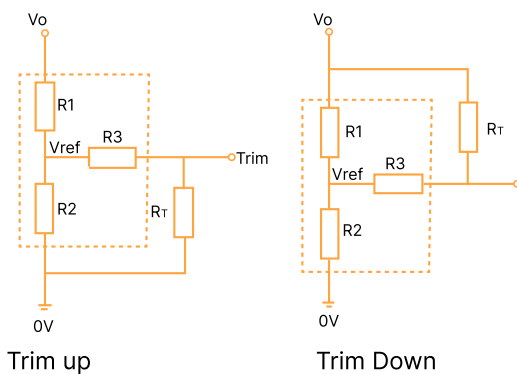 Vo
R1
Vref
R3
Trim
R2
RT
0V
Trim up
Vo
R1
RT
Vref
R3
R2
0V
Trim Down